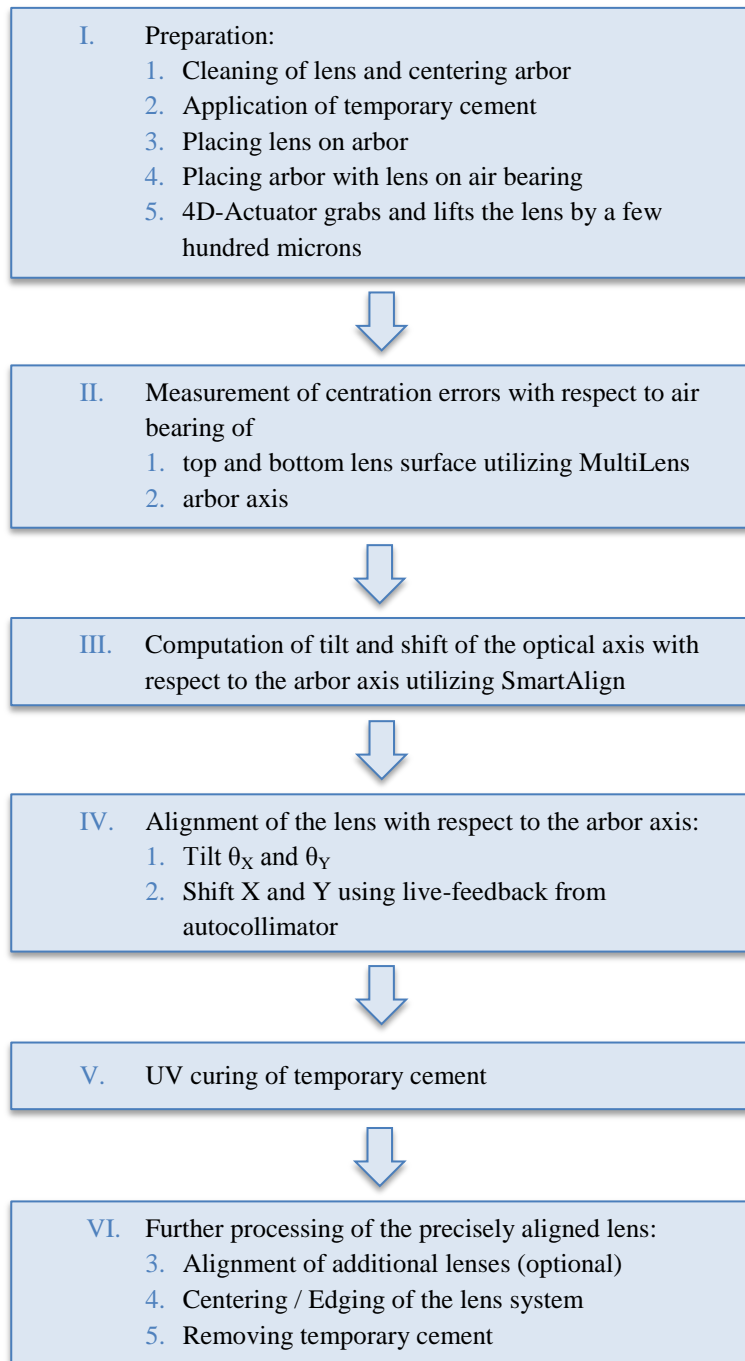 I. Preparation:
1. Cleaning of lens and centering arbor
2. Application of temporary cement
3. Placing lens on arbor
4. Placing arbor with lens on air bearing
5. 4D-Actuator grabs and lifts the lens by a few
hundred microns
II. Measurement of centration errors with respect to air
bearing of
1. top and bottom lens surface utilizing MultiLens
2. arbor axis
III. Computation of tilt and shift of the optical axis with
respect to the arbor axis utilizing SmartAlign
IV. Alignment of the lens with respect to the arbor axis:
1. Tilt θX and θY
2. Shift X and Y using live-feedback from
autocollimator
V. UV curing of temporary cement
VI. Further processing of the precisely aligned lens:
3. Alignment of additional lenses (optional)
4. Centering / Edging of the lens system
5. Removing temporary cement